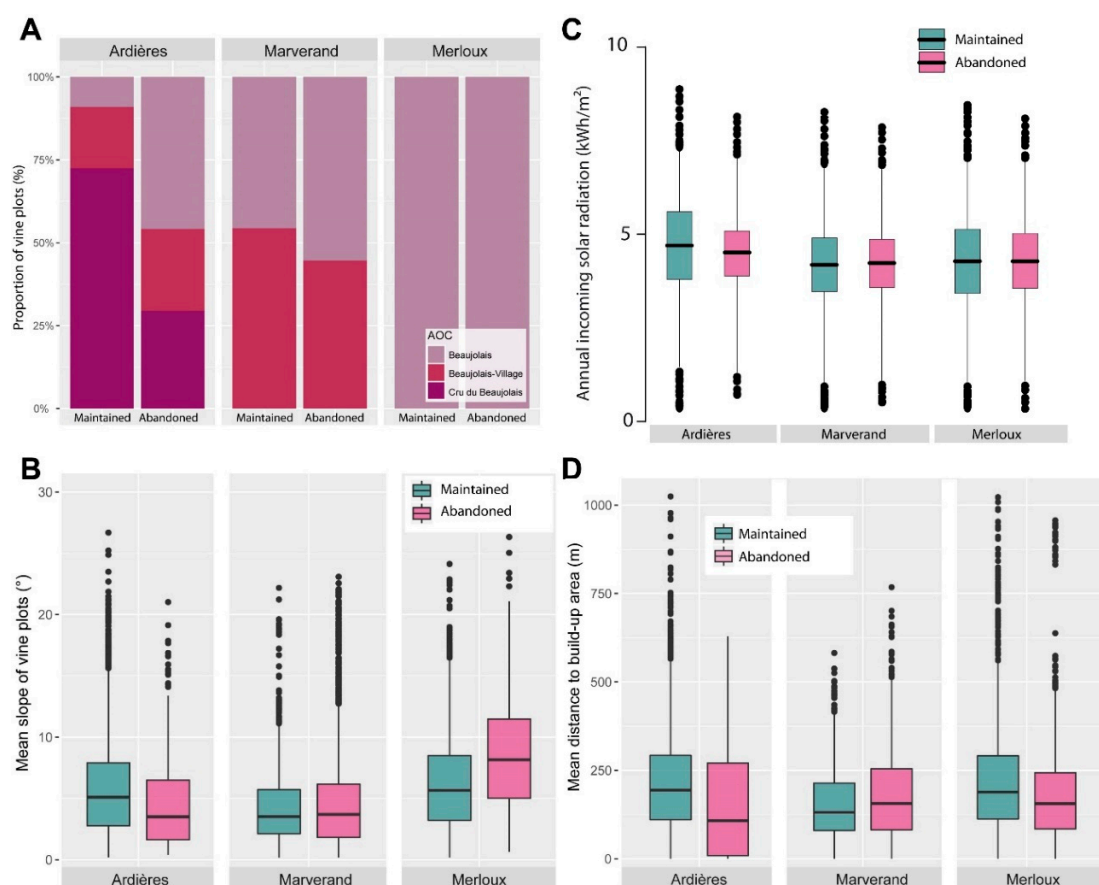 A
Ardières Marverand Merloux
Proportion of vine plots (%)
100%
75%
50%
25%
0%
AOC
Beaujolais
Beaujolais-Village
Cru du Beaujolais
Maintained Abandoned Maintained Abandoned Maintained Abandoned
C
Maintained
Abandoned
Annual incoming solar radiation (kWh/m²)
10
5
0
Ardières Marverand Merloux
B
Maintained
Abandoned
Mean slope of vine plots (°)
30
20
10
0
Ardières Marverand Merloux
D
Maintained
Abandoned
Mean distance to build-up area (m)
1000
750
500
250
0
Ardières Marverand Merloux